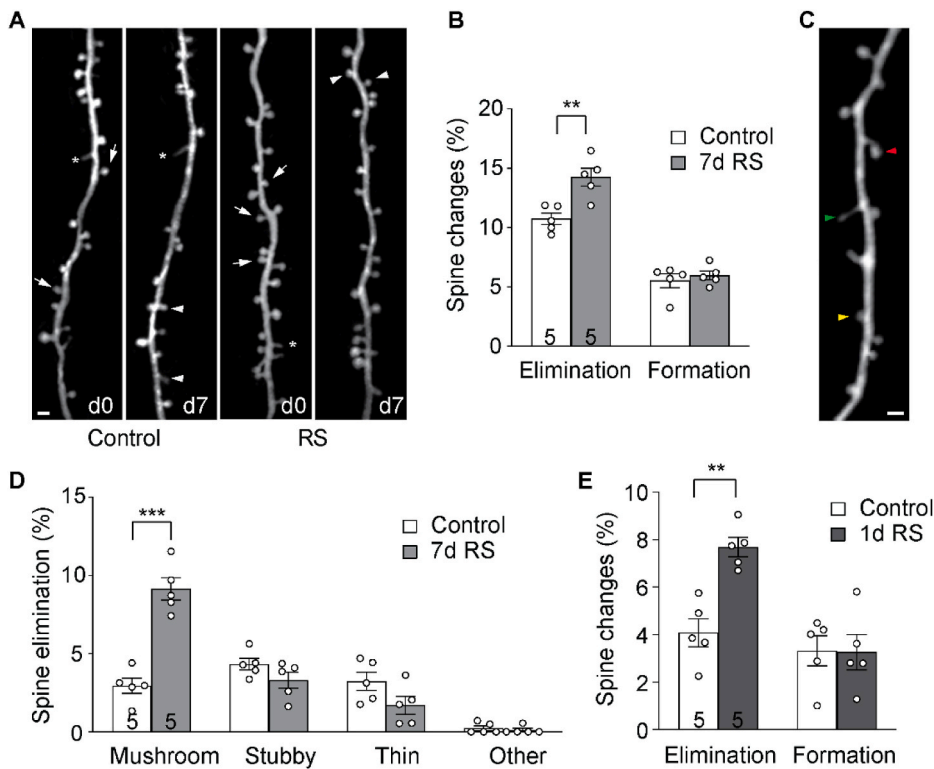 A
*
*
*
d0
d7
d0
d7
Control
RS
B
Spine changes (%)
20
15
10
5
0
**
Control
7d RS
5
5
Elimination
Formation
C
D
Spine elimination (%)
15
10
5
0
***
Control
7d RS
5
5
Mushroom
Stubby
Thin
Other
E
Spine changes (%)
10
8
6
4
2
0
**
Control
1d RS
5
5
Elimination
Formation